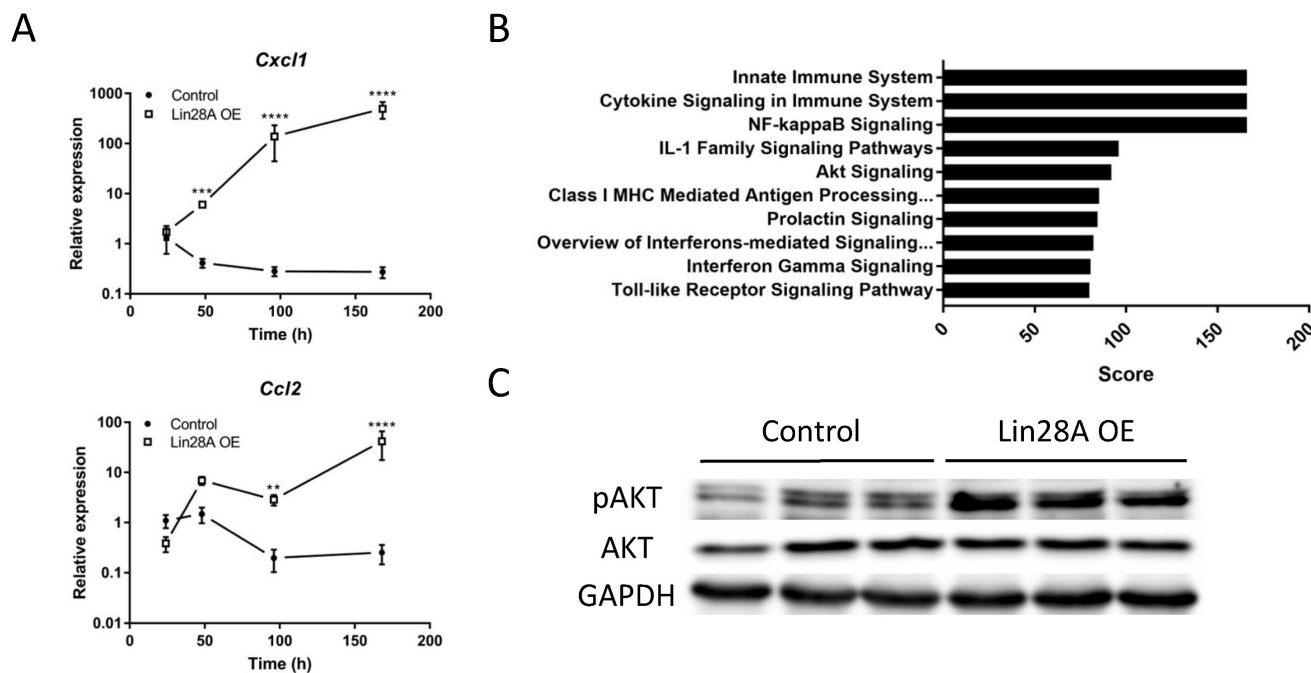 A
Cxcl1
Control
Lin28A OE
****
****
***
1000
100
10
1
0.1
Relative expression
0 50 100 150 200
Time (h)
Ccl2
Control
Lin28A OE
****
**
100
10
1
0.1
0.01
Relative expression
0 50 100 150 200
Time (h)
B
Innate Immune System
Cytokine Signaling in Immune System
NF-kappaB Signaling
IL-1 Family Signaling Pathways
Akt Signaling
Class I MHC Mediated Antigen Processing...
Prolactin Signaling
Overview of Interferons-mediated Signaling...
Interferon Gamma Signaling
Toll-like Receptor Signaling Pathway
0 50 100 150 200
Score
C
Control Lin28A OE
pAKT
AKT
GAPDH